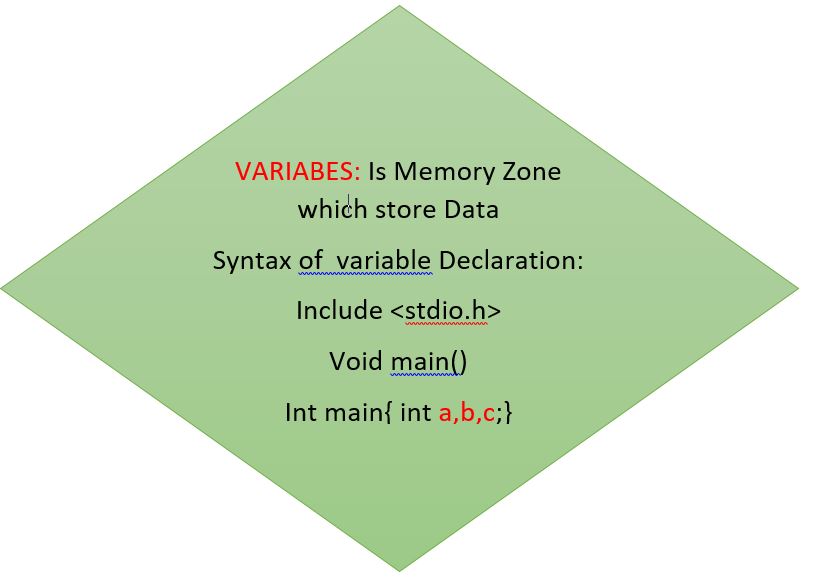 VARIABES: Is Memory Zone
which store Data
Syntax of  variable Declaration:
Include <stdio.h>
Void main()
Int main{ int a,b,c;}